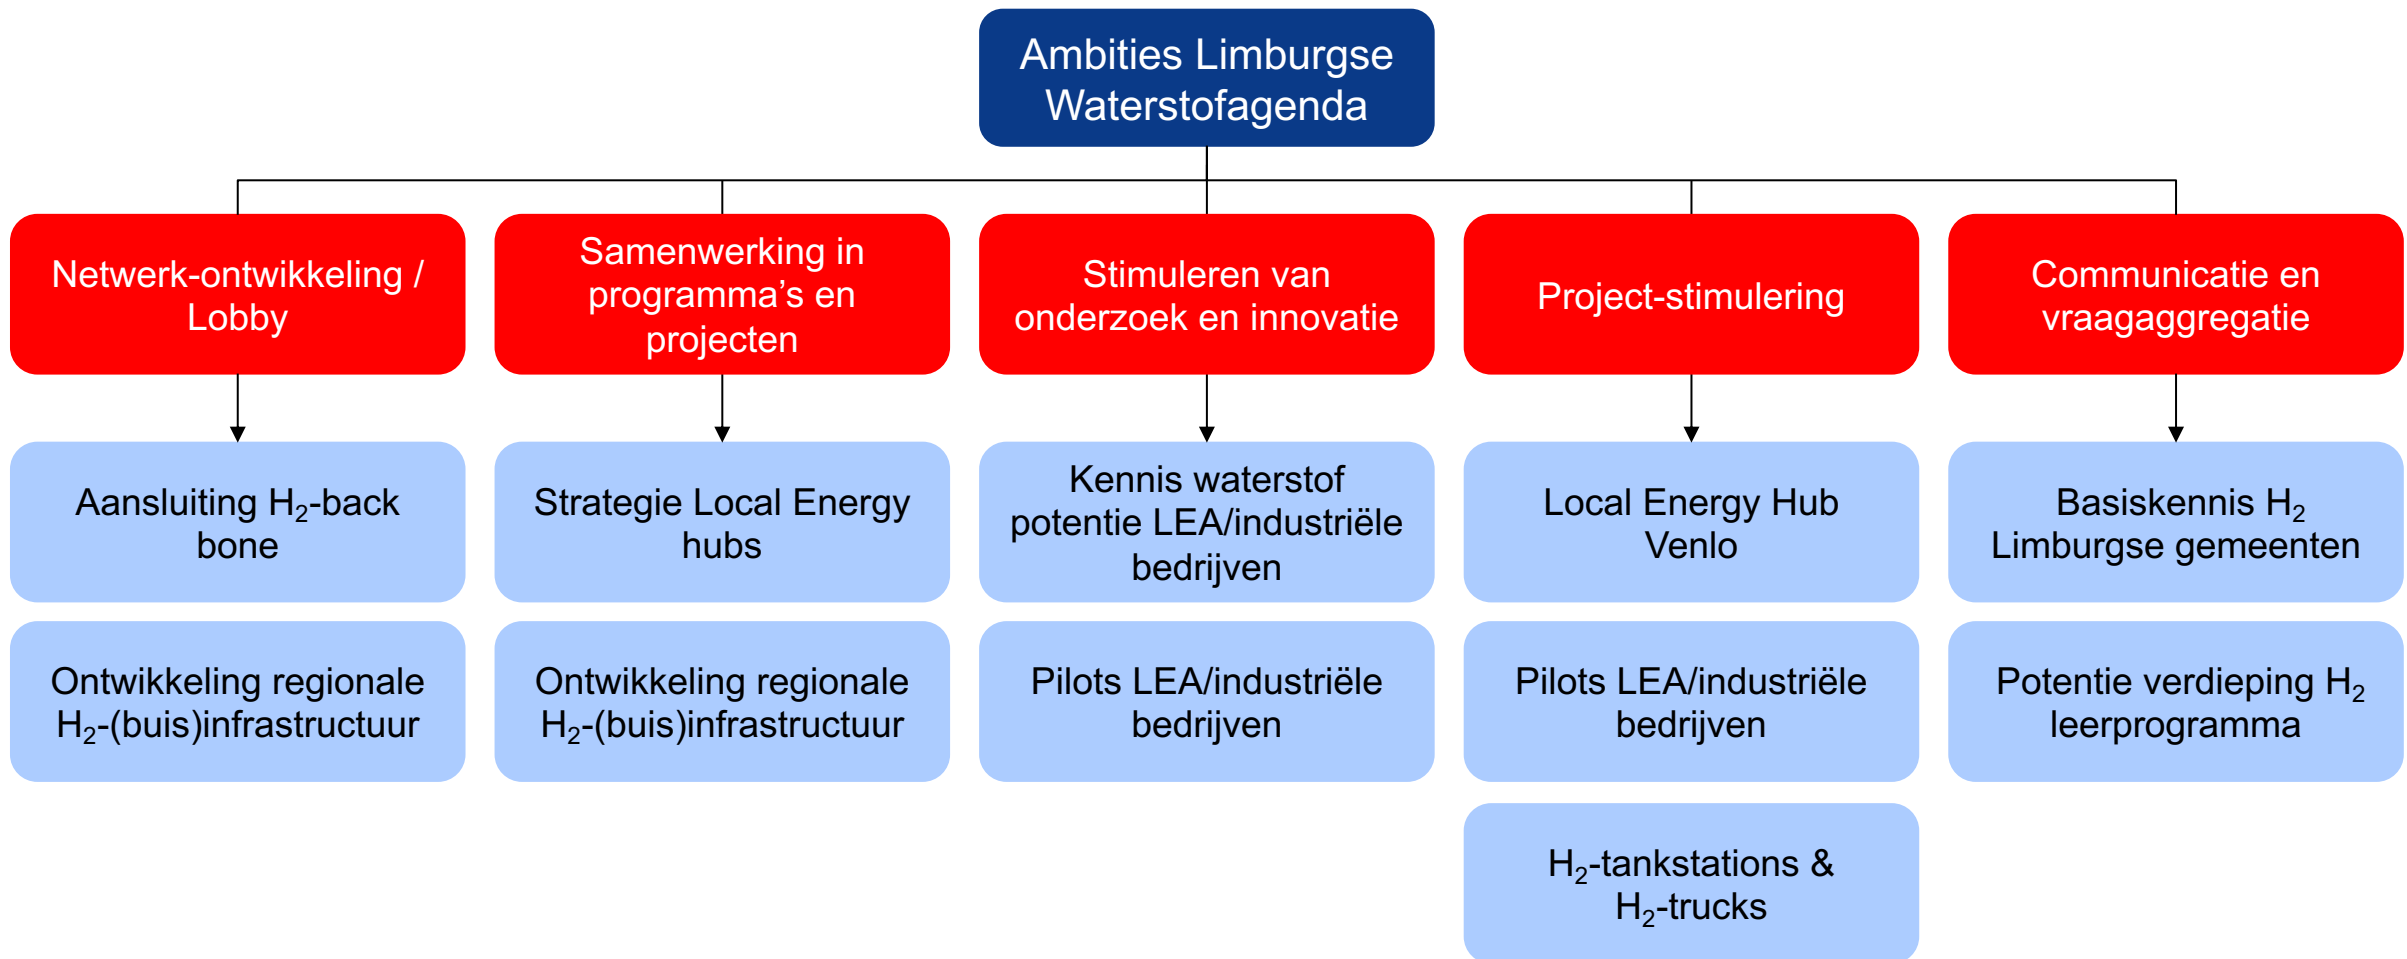 Ambities Limburgse
Waterstofagenda
Netwerk-ontwikkeling /
Lobby
Samenwerking in
programma’s en
projecten
Stimuleren van
onderzoek en innovatie
Project-stimulering
Communicatie en
vraagaggregatie
Aansluiting H₂-back
bone
Strategie Local Energy
hubs
Kennis waterstof
potentie LEA/industriële
bedrijven
Local Energy Hub
Venlo
Basiskennis H₂
Limburgse gemeenten
Ontwikkeling regionale
H₂-(buis)infrastructuur
Ontwikkeling regionale
H₂-(buis)infrastructuur
Pilots LEA/industriële
bedrijven
Pilots LEA/industriële
bedrijven
Potentie verdieping H₂
leerprogramma
H₂-tankstations &
H₂-trucks